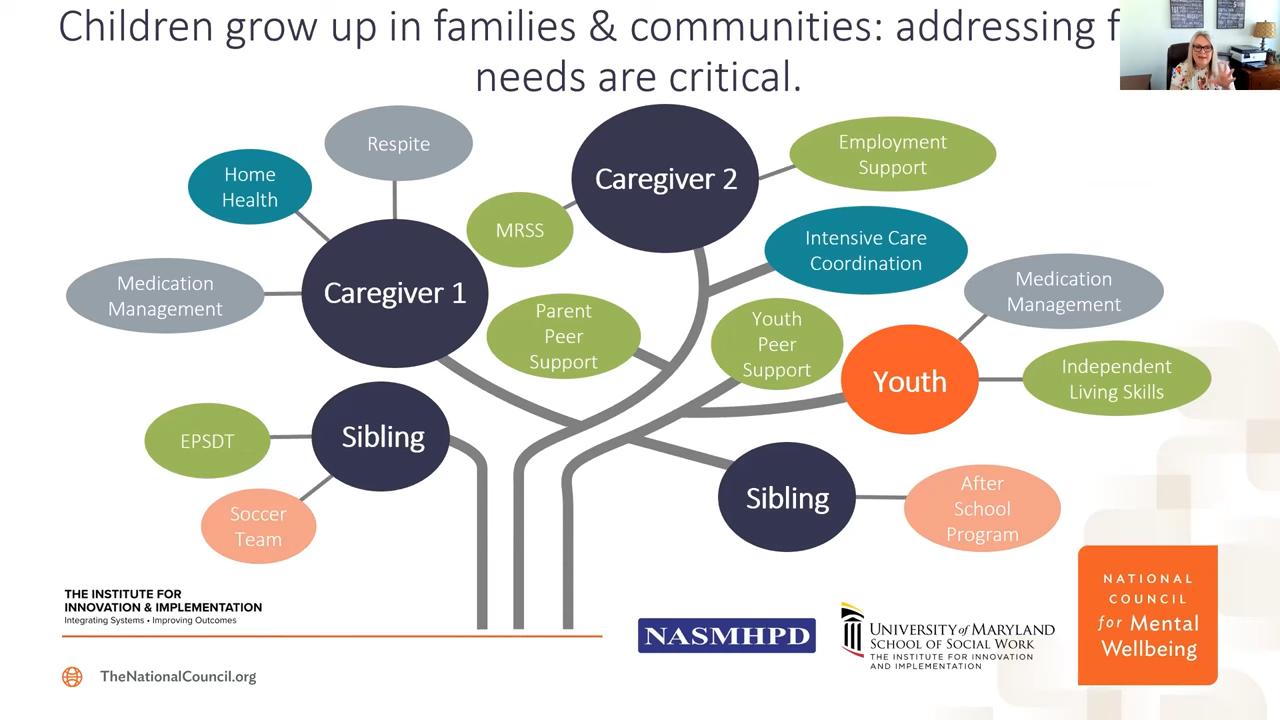 Children grow up in families & communities: addressing f
needs are critical.
Respite
Home
Health
Medication
Management
Caregiver 1
MRSS
Caregiver 2
Employment
Support
Intensive Care
Coordination
Parent
Peer
Support
Youth
Peer
Support
Youth
Medication
Management
Independent
Living Skills
EPSDT
Sibling
Soccer
Team
Sibling
After
School
Program
THE INSTITUTE FOR
INNOVATION & IMPLEMENTATION
Integrating Systems • Improving Outcomes
TheNationalCouncil.org
NASMHPD
UNIVERSITY of MARYLAND
SCHOOL OF SOCIAL WORK
THE INSTITUTE FOR INNOVATION
AND IMPLEMENTATION
NATIONAL
COUNCIL
for Mental
Wellbeing